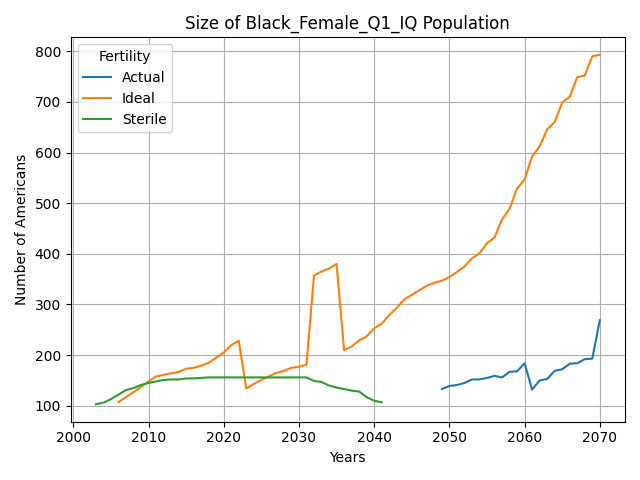 Size of Black_Female_Q1_IQ Population
Number of Americans
800
700
600
500
400
300
200
100
Fertility
Actual
Ideal
Sterile
2000
2010
2020
2030
2040
2050
2060
2070
Years